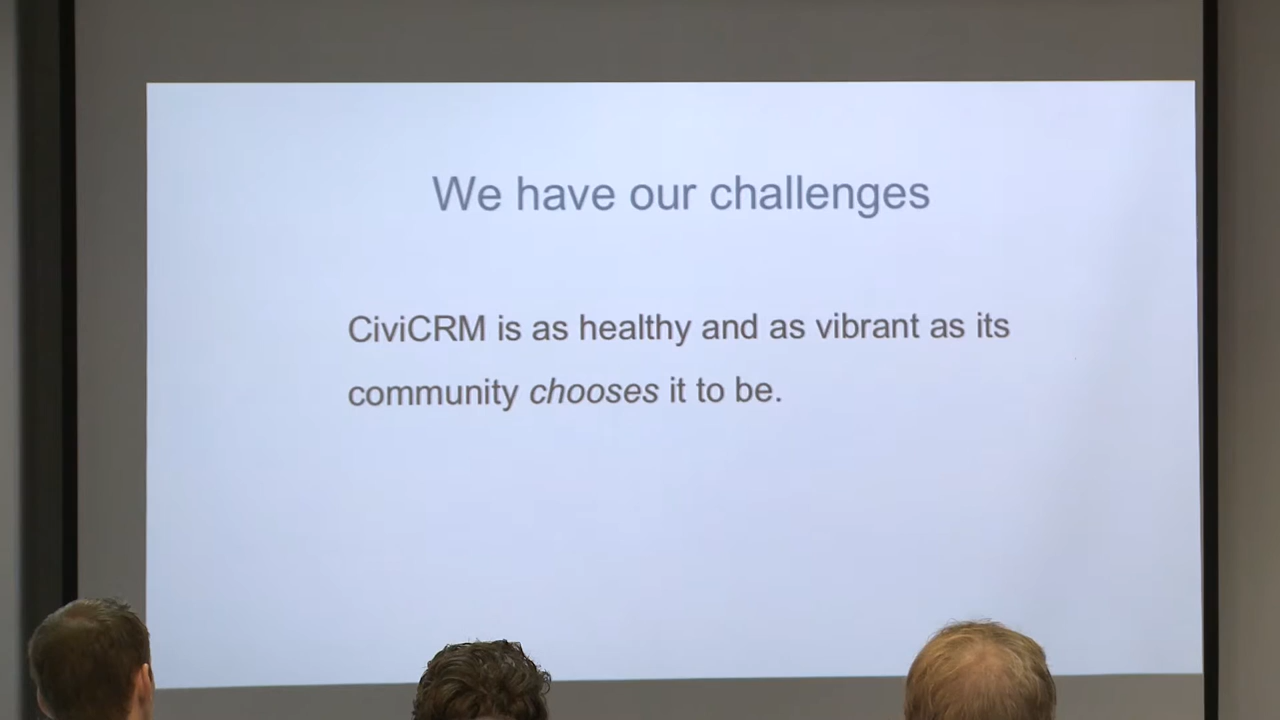 We have our challenges
CiviCRM is as healthy and as vibrant as its
community chooses it to be.